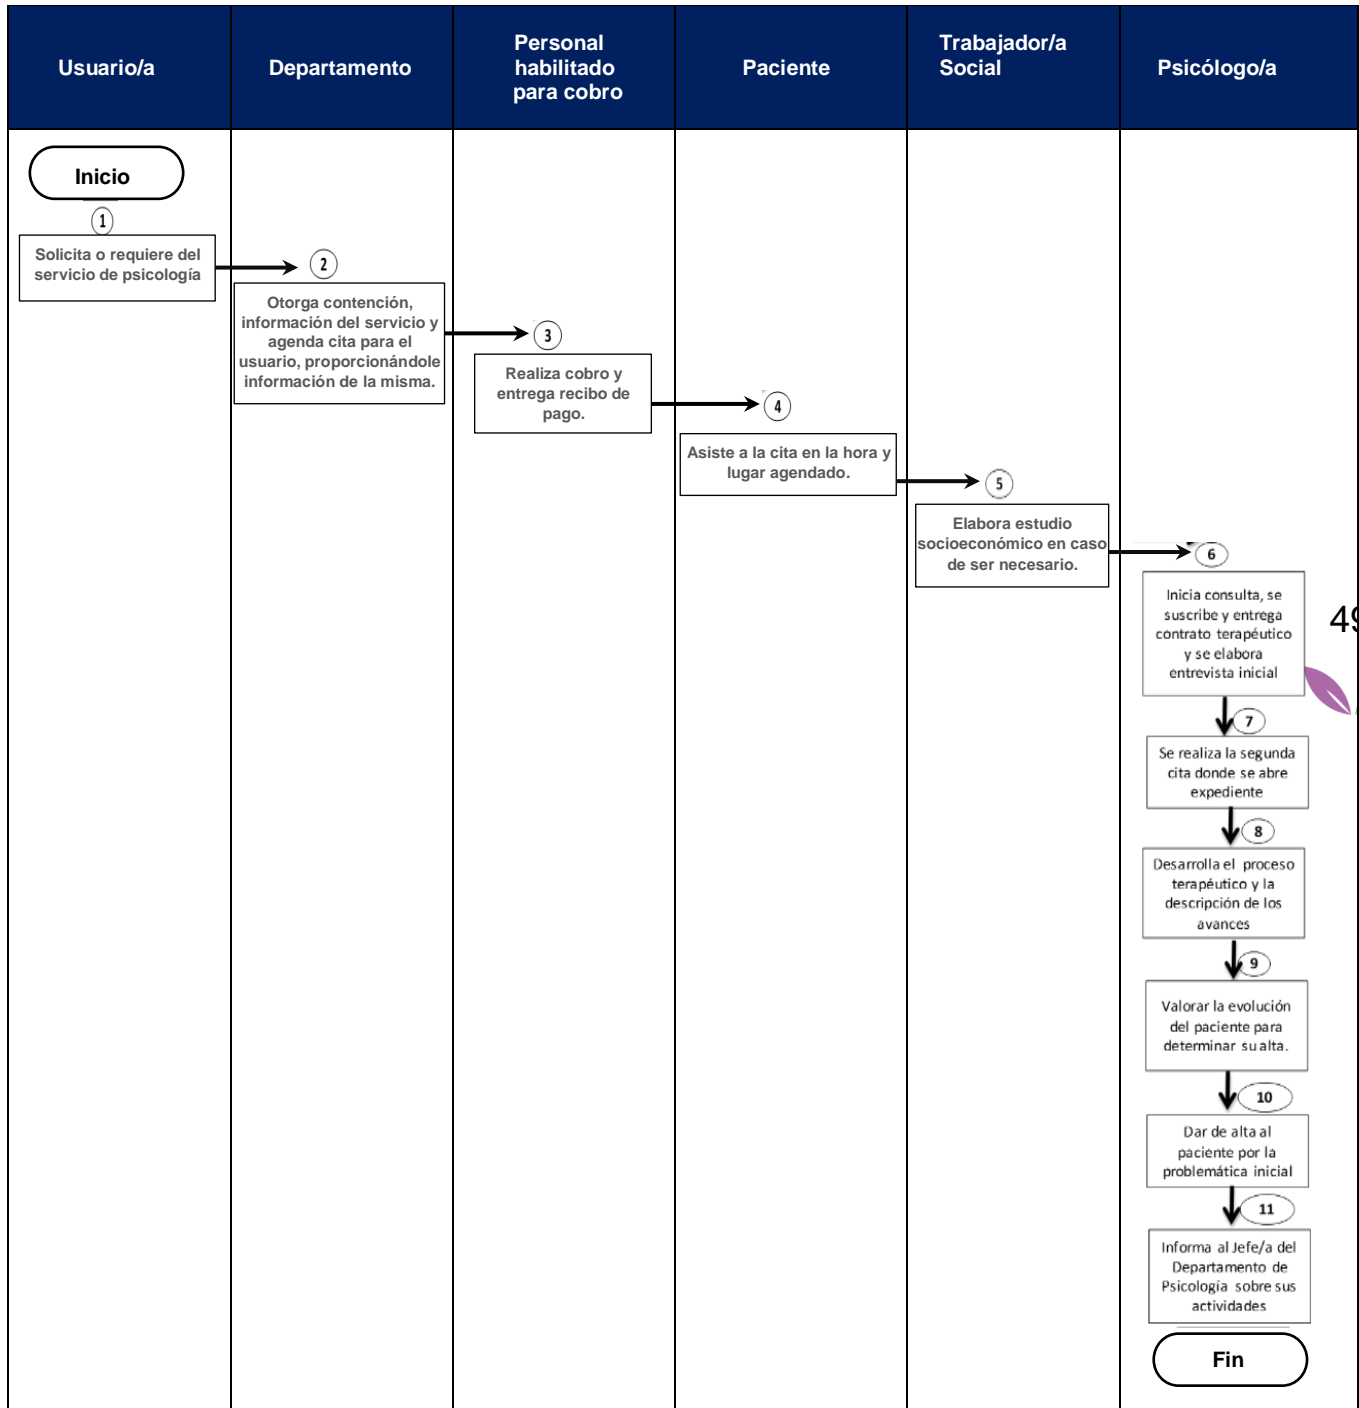 Usuario/a
Departamento
Personal
habilitado
para cobro
Paciente
Trabajador/a
Social
Psicólogo/a
Inicio
1
Solicita o requiere del
servicio de psicología
2
Otorga contención,
información del servicio y
agenda cita para el
usuario, proporcionándole
información de la misma.
3
Realiza cobro y
entrega recibo de
pago.
4
Asiste a la cita en la hora y
lugar agendado.
5
Elabora estudio
socioeconómico en caso
de ser necesario.
6
Inicia consulta, se
suscribe y entrega
contrato terapéutico
y se elabora
entrevista inicial
49
7
Se realiza la segunda
cita donde se abre
expediente
8
Desarrolla el proceso
terapéutico y la
descripción de los
avances
9
Valorar la evolución
del paciente para
determinar su alta.
10
Dar de alta al
paciente por la
problemática inicial
11
Informa al Jefe/a del
Departamento de
Psicología sobre sus
actividades
Fin